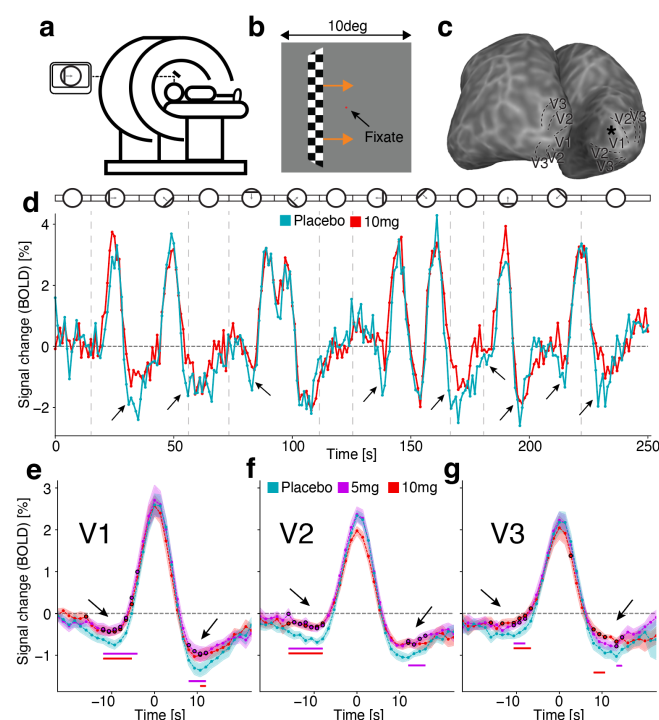 a
b
c
10deg
Fixate
V3
V2
V1
V3
V2
V2
V3
V1
V2
V3
*
d
Placebo
10mg
Signal change (BOLD) [%]
4
2
0
−2
0
50
100
150
200
250
Time [s]
e
f
g
Placebo
5mg
10mg
V1
V2
V3
Signal change (BOLD) [%]
3
2
1
0
−1
−10
0
10
−10
0
10
−10
0
10
Time [s]
Time [s]
Time [s]